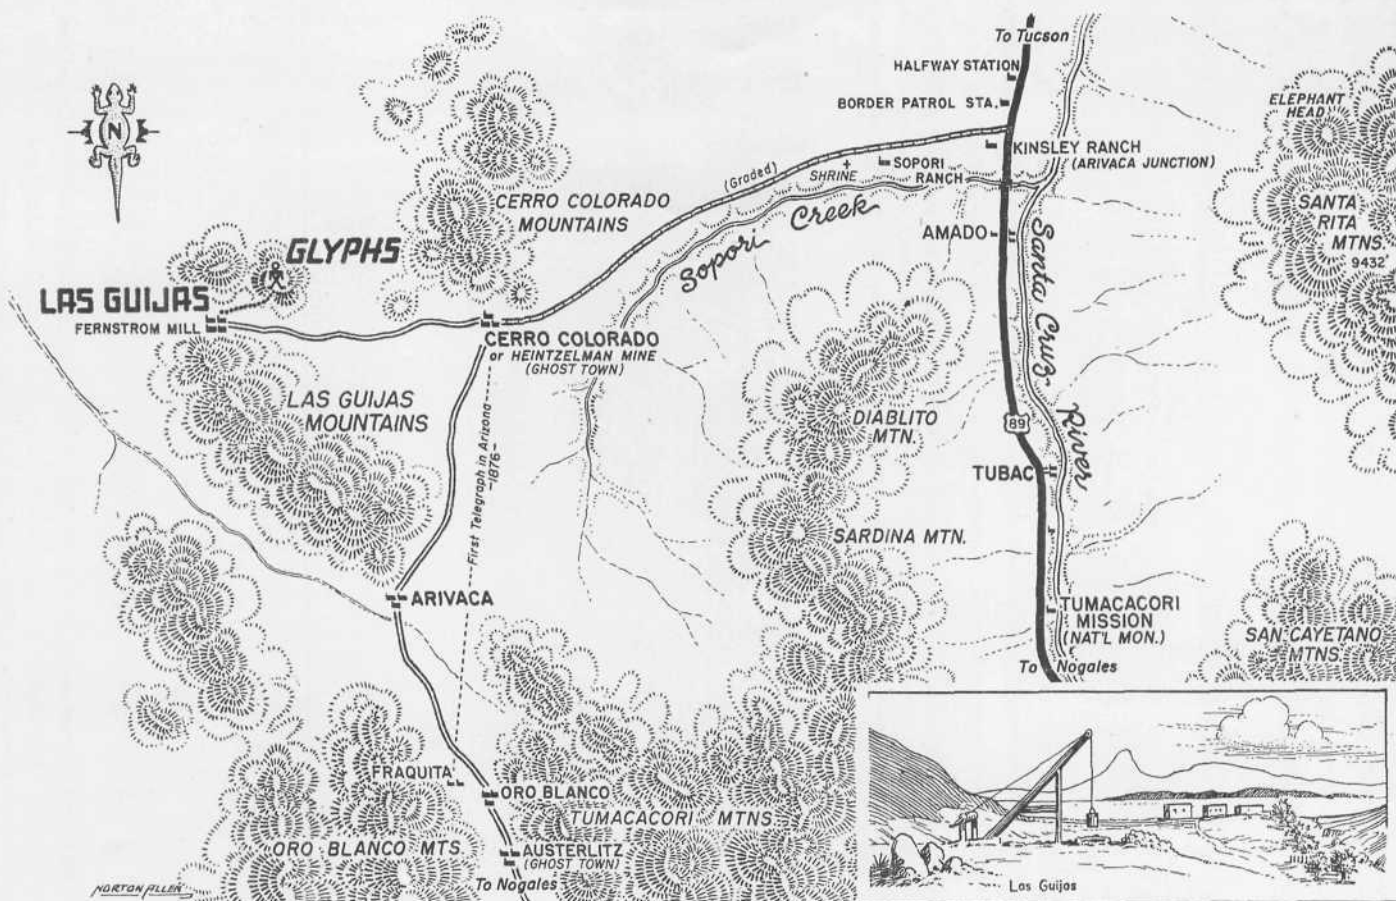 To Tucson
HALFWAY STATION
BORDER PATROL STA.
ELEPHANT
HEAD
N
KINSLEY RANCH
(ARIVACA JUNCTION)
(Graded)
SHRINE
SOPORI
RANCH
CERRO COLORADO
MOUNTAINS
SANTA
RITA
MTNS.
9432'
Sopori Creek
AMADO
Santa Cruz River
GLYPHS
LAS GUIJAS
FERNSTROM MILL
CERRO COLORADO
or HEINTZELMAN MINE
(GHOST TOWN)
LAS GUIJAS
MOUNTAINS
DIABLITO
MTN.
89
First Telegraph in Arizona
-1876-
TUBAC
SARDINA MTN.
ARIVACA
TUMACACORI
MISSION
(NAT'L MON.)
SAN CAYETANO
MTNS.
To Nogales
FRAQUITA
ORO BLANCO
TUMACACORI MTNS.
ORO BLANCO MTS.
AUSTERLITZ
(GHOST TOWN)
To Nogales
NORTON ALLEN
Las Guijas